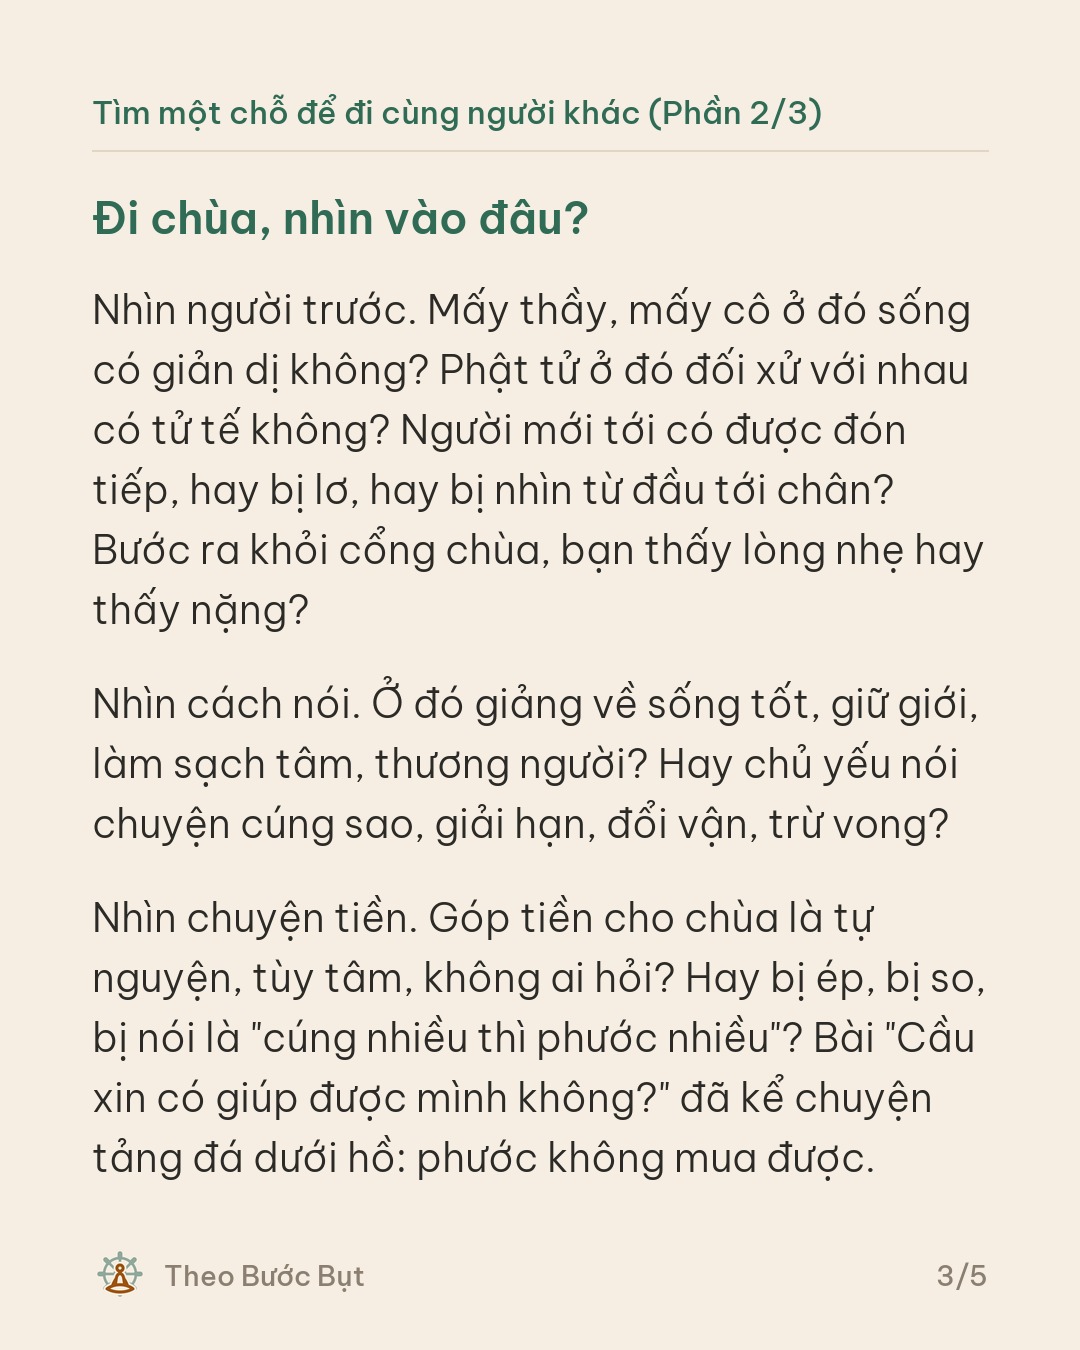 Tìm một chỗ để đi cùng người khác (Phần 2/3)
Đi chùa, nhìn vào đâu?
Nhìn người trước. Mấy thầy, mấy cô ở đó sống
có giản dị không? Phật tử ở đó đối xử với nhau
có tử tế không? Người mới tới có được đón
tiếp, hay bị lơ, hay bị nhìn từ đầu tới chân?
Bước ra khỏi cổng chùa, bạn thấy lòng nhẹ hay
thấy nặng?
Nhìn cách nói. Ở đó giảng về sống tốt, giữ giới,
làm sạch tâm, thương người? Hay chủ yếu nói
chuyện cúng sao, giải hạn, đổi vận, trừ vong?
Nhìn chuyện tiền. Góp tiền cho chùa là tự
nguyện, tùy tâm, không ai hỏi? Hay bị ép, bị so,
bị nói là "cúng nhiều thì phước nhiều"? Bài "Cầu
xin có giúp được mình không?" đã kể chuyện
tảng đá dưới hồ: phước không mua được.
Theo Bước Bụt
3/5